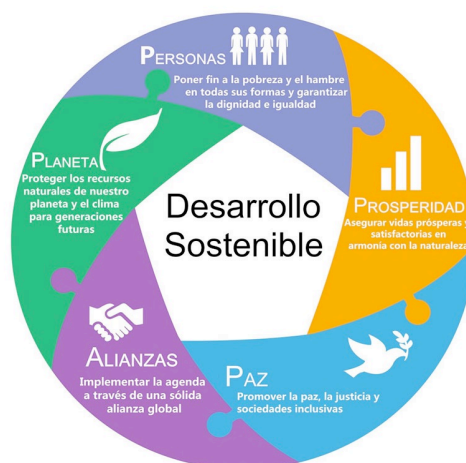 PERSONAS
Poner fin a la pobreza y el hambre
en todas sus formas y garantizar
la dignidad e igualdad
PROSPERIDAD
Asegurar vidas prósperas y
satisfactorias en
armonía con la naturaleza
PAZ
Promover la paz, la justicia y
sociedades inclusivas
ALIANZAS
Implementar la agenda
a través de una sólida
alianza global
PLANETA
Proteger los recursos
naturales de nuestro
planeta y el clima
para generaciones
futuras
Desarrollo
Sostenible